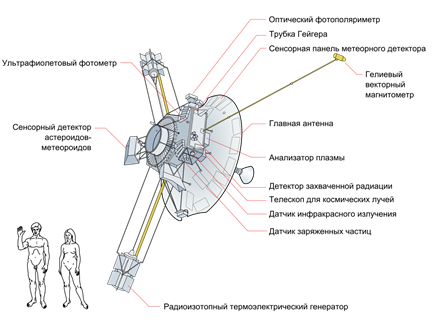 Оптический фотополяриметр
Трубка Гейгера
Сенсорная панель метеорного детектора
Ультрафиолетовый фотометр
Гелиевый
векторный
магнитометр
Сенсорный детектор
астероидов-
метеороидов
Главная антенна
Анализатор плазмы
Детектор захваченной радиации
Телескоп для космических лучей
Датчик инфракрасного излучения
Датчик заряженных частиц
Радиоизотопный термоэлектрический генератор